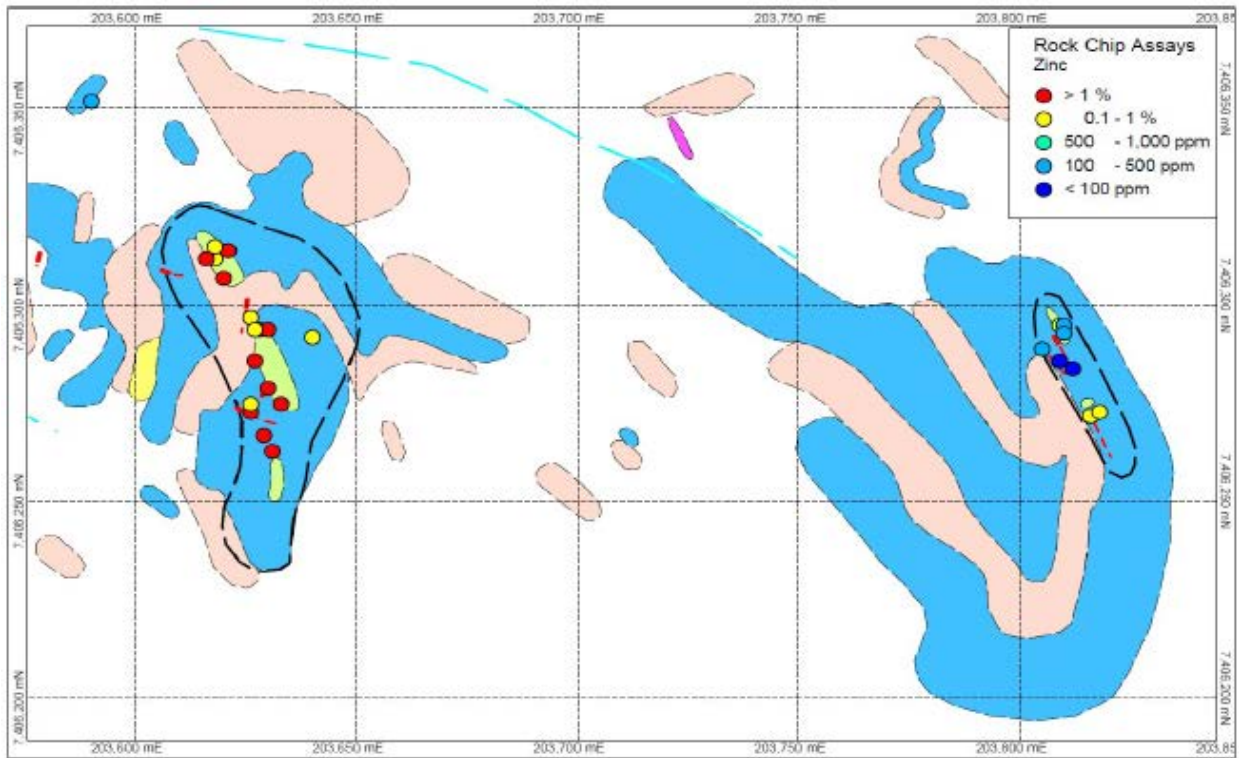 203,600 mE 203,650 mE 203,700 mE 203,750 mE 203,800 mE 203,85
Rock Chip Assays
Zinc
> 1 %
0.1 - 1 %
500 - 1,000 ppm
100 - 500 ppm
< 100 ppm
7,406,350 mN 7,406,350 mN
7,406,300 mN 7,406,300 mN
7,406,250 mN 7,406,250 mN
7,406,200 mN 7,406,200 mN
203,600 mE 203,650 mE 203,700 mE 203,750 mE 203,800 mE 203,85